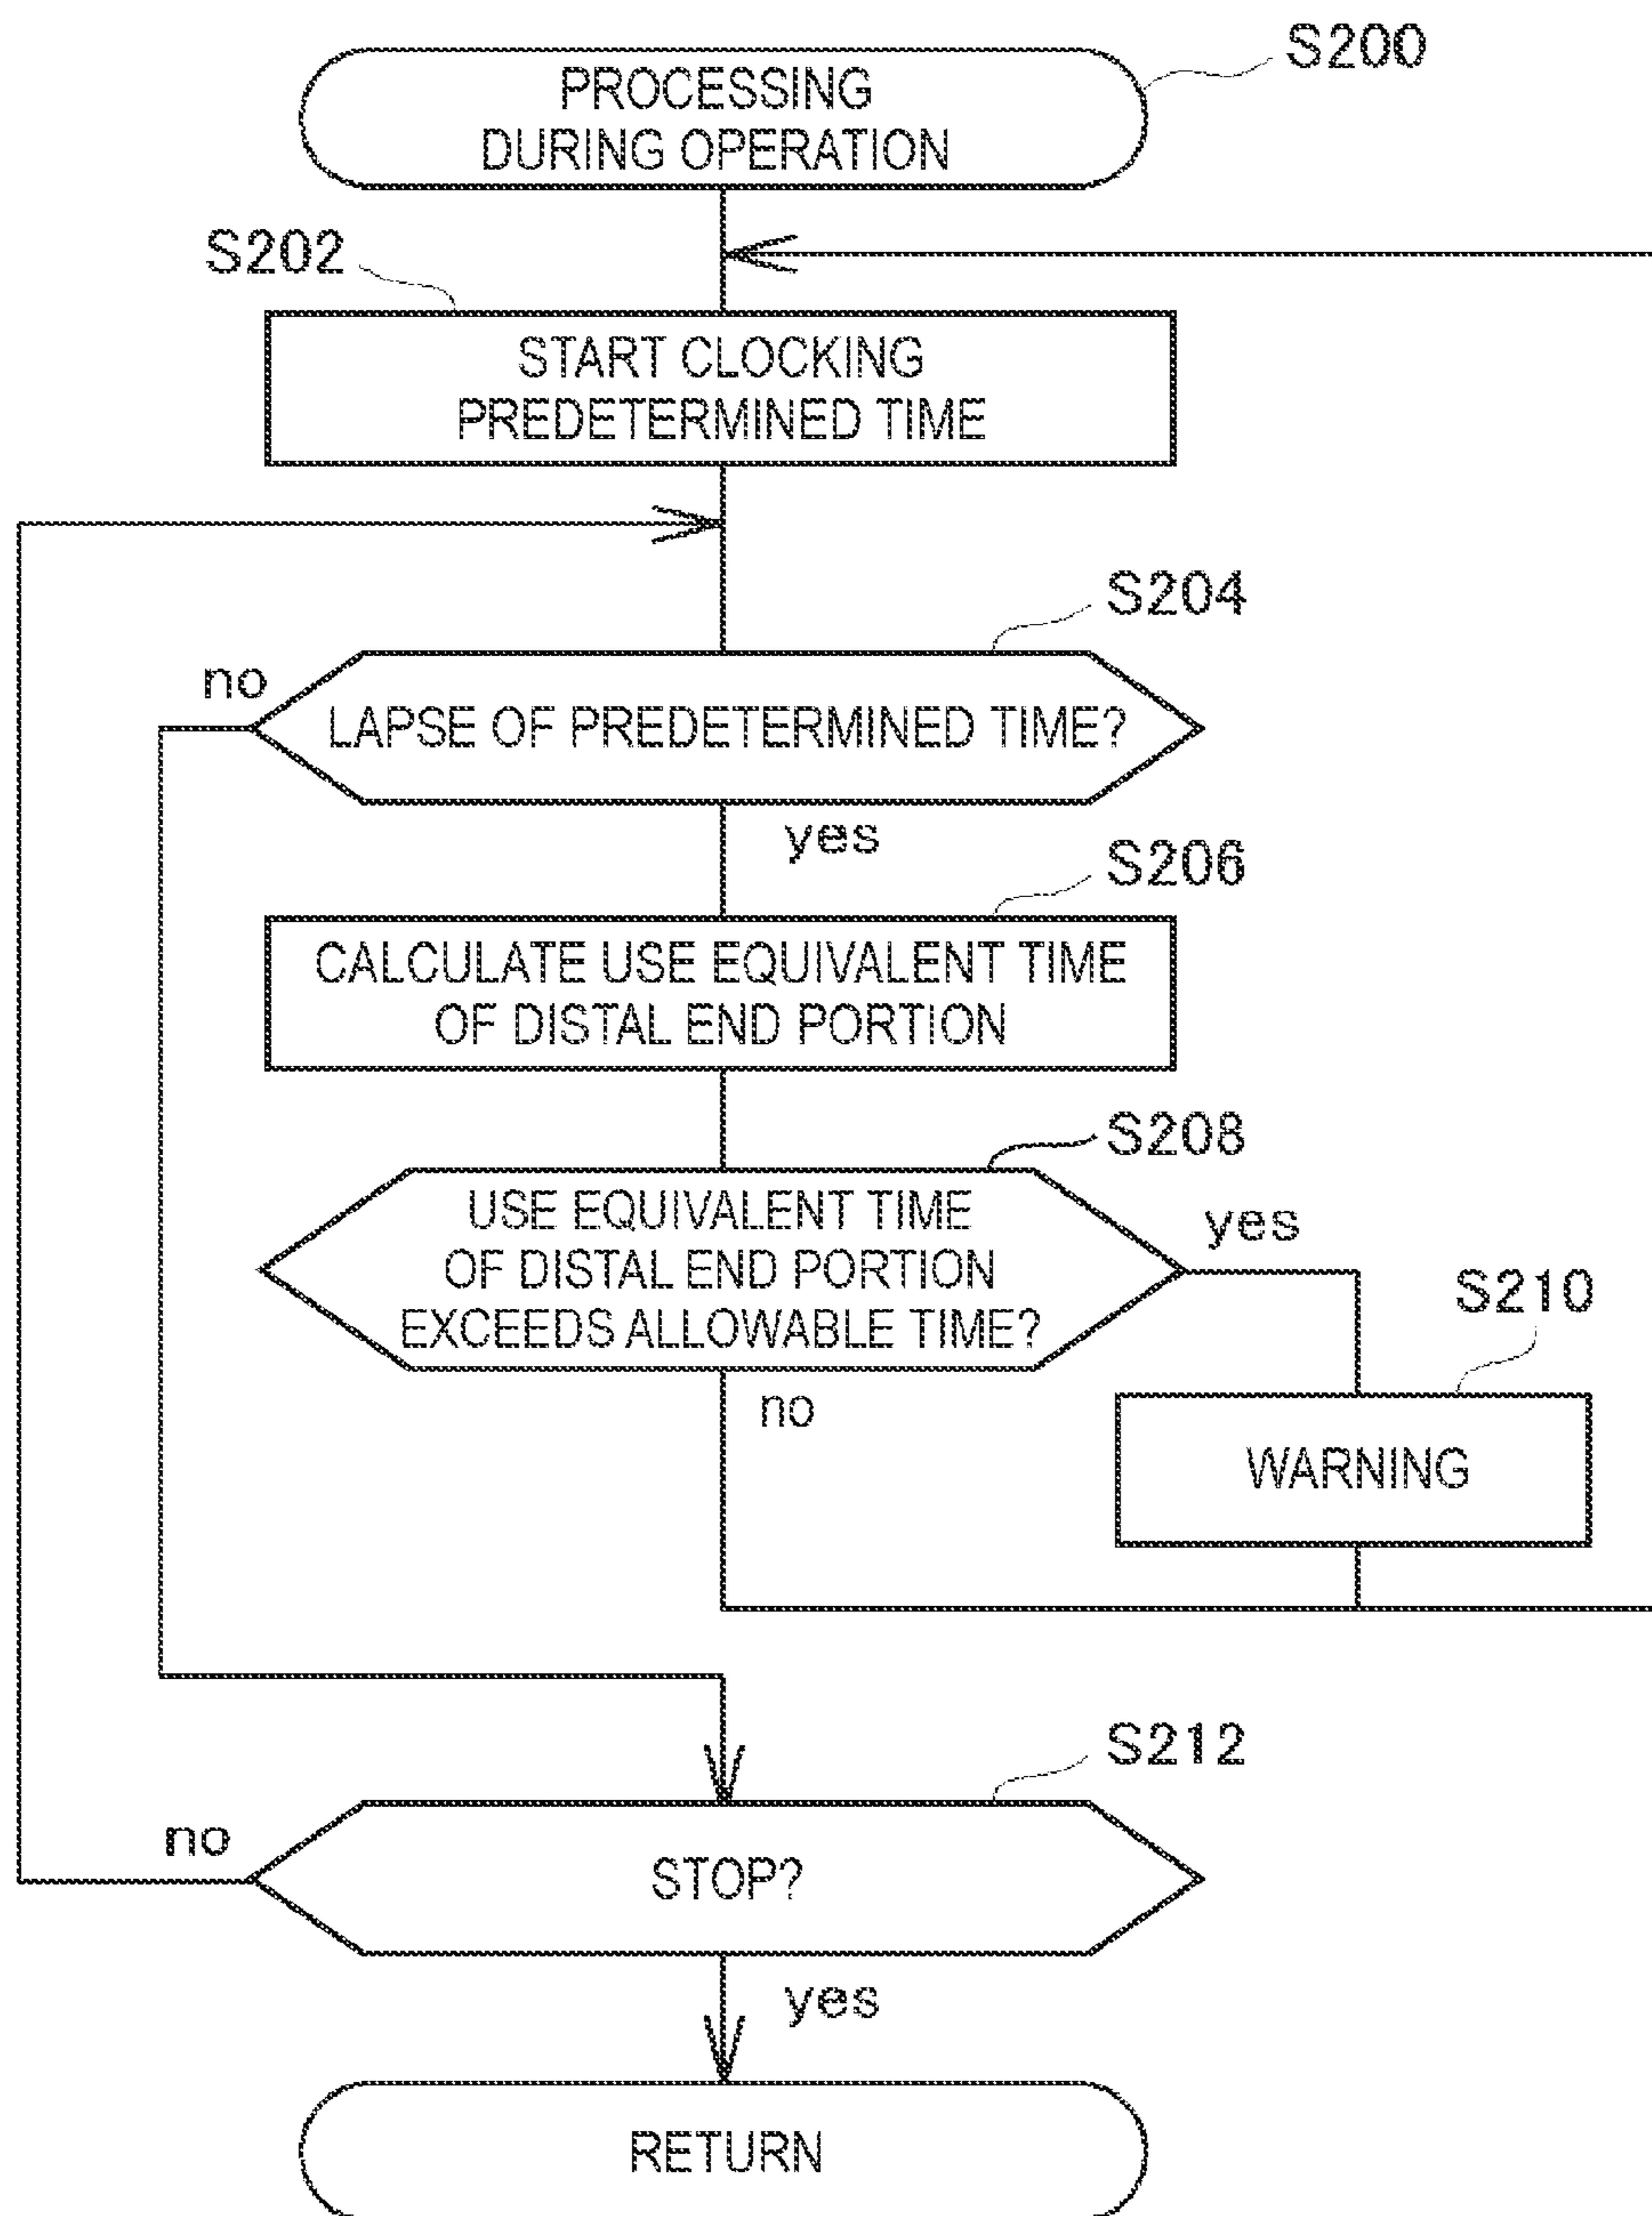 S200
PROCESSING
DURING OPERATION
S202
START CLOCKING
PREDETERMINED TIME
S204
no
LAPSE OF PREDETERMINED TIME?
yes
S206
CALCULATE USE EQUIVALENT TIME
OF DISTAL END PORTION
S208
USE EQUIVALENT TIME
OF DISTAL END PORTION
EXCEEDS ALLOWABLE TIME?
yes
S210
no
WARNING
S212
no
STOP?
yes
RETURN